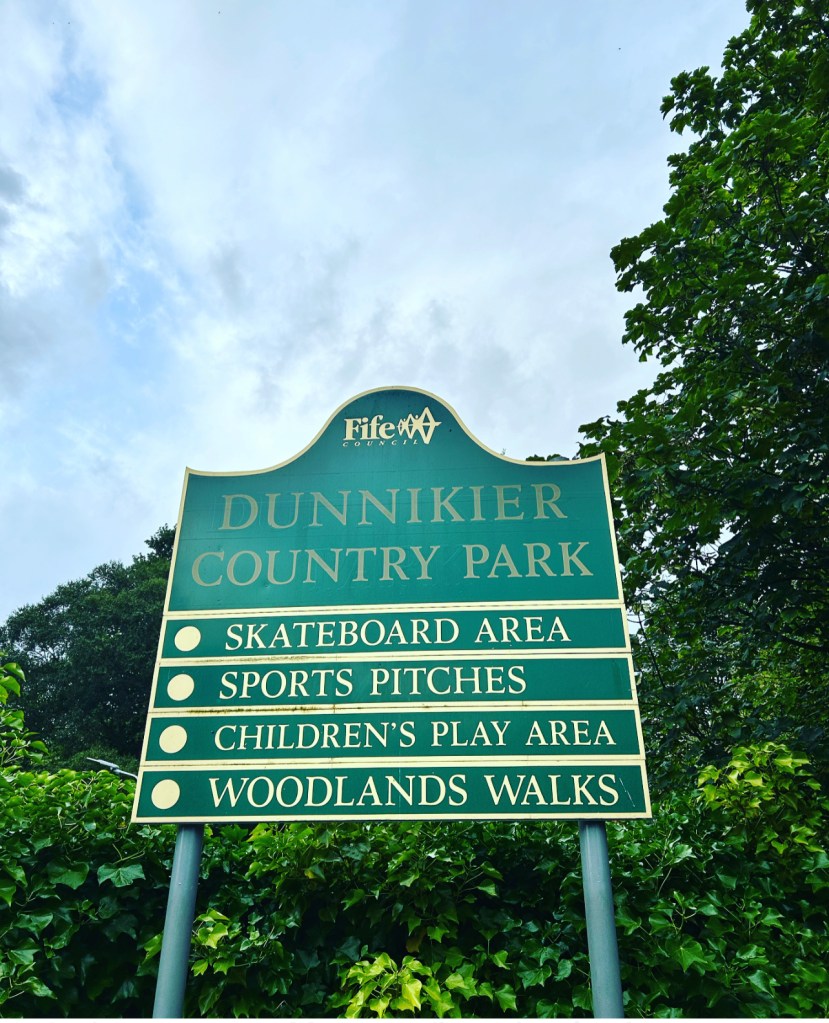 Fife
COUNCIL
DUNNIKIER
COUNTRY PARK
SKATEBOARD AREA
SPORTS PITCHES
CHILDREN'S PLAY AREA
WOODLANDS WALKS